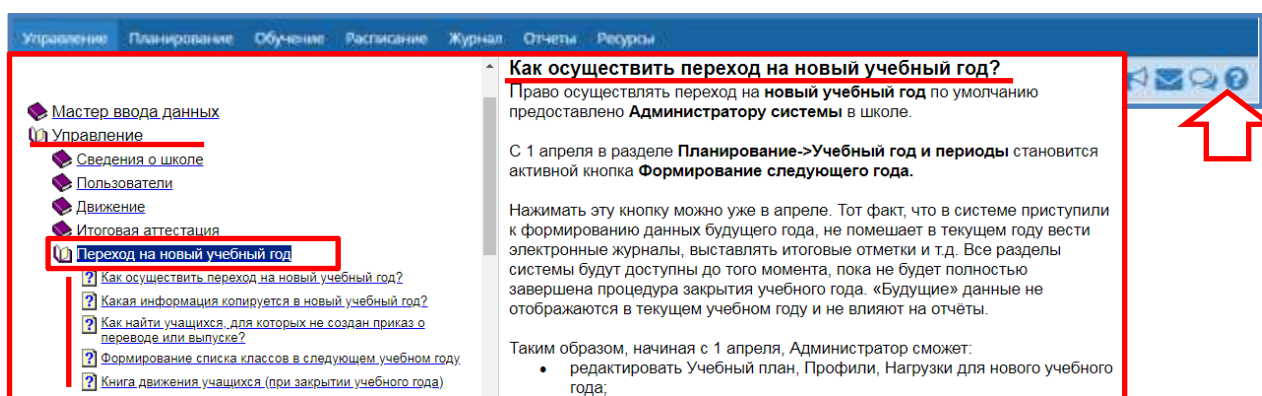 Управление Планирование Обучение Расписание Журнал Отчеты Ресурсы
Мастер ввода данных
Управление
Сведения о школе
Пользователи
Движение
Итоговая аттестация
Переход на новый учебный год
Как осуществить переход на новый учебный год?
Какая информация копируется в новый учебный год?
Как найти учащихся, для которых не создан приказ о
переводе или выпуске?
Формирование списка классов в следующем учебном году
Книга движения учащихся (при закрытии учебного года)
Как осуществить переход на новый учебный год?
Право осуществлять переход на новый учебный год по умолчанию
предоставлено Администратору системы в школе.
С 1 апреля в разделе Планирование->Учебный год и периоды становится
активной кнопка Формирование следующего года.
Нажимать эту кнопку можно уже в апреле. Тот факт, что в системе приступили
к формированию данных будущего года, не помешает в текущем году вести
электронные журналы, выставлять итоговые отметки и т.д. Все разделы
системы будут доступны до того момента, пока не будет полностью
завершена процедура закрытия учебного года. «Будущие» данные не
отображаются в текущем учебном году и не влияют на отчёты.
Таким образом, начиная с 1 апреля, Администратор сможет:
• редактировать Учебный план, Профили, Нагрузки для нового учебного
года;